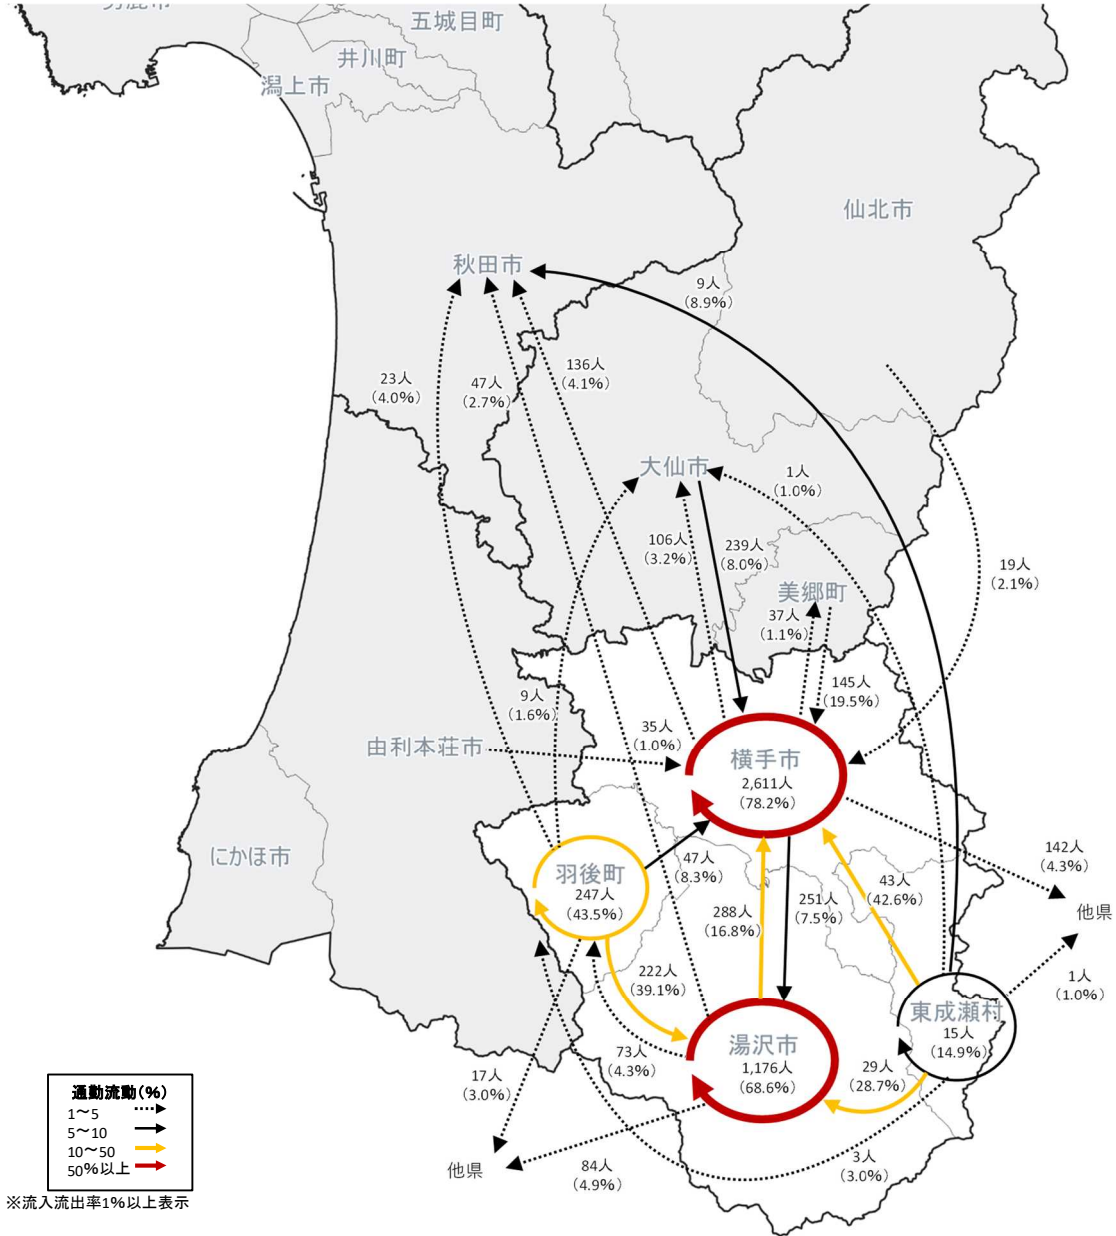 男鹿市
五城目町
井川町
潟上市
仙北市
秋田市
9人
(8.9%)
136人
(4.1%)
23人
(4.0%)
47人
(2.7%)
大仙市
1人
(1.0%)
106人
(3.2%)
239人
(8.0%)
19人
(2.1%)
美郷町
37人
(1.1%)
145人
(19.5%)
9人
(1.6%)
35人
(1.0%)
由利本荘市
横手市
2,611人
(78.2%)
にかほ市
羽後町
247人
(43.5%)
47人
(8.3%)
142人
(4.3%)
43人
(42.6%)
他県
288人
(16.8%)
251人
(7.5%)
222人
(39.1%)
1人
(1.0%)
東成瀬村
15人
(14.9%)
湯沢市
1,176人
(68.6%)
73人
(4.3%)
29人
(28.7%)
17人
(3.0%)
他県
84人
(4.9%)
3人
(3.0%)
通勤流動(%)
1～5
5～10
10～50
50%以上
※流入流出率1%以上表示